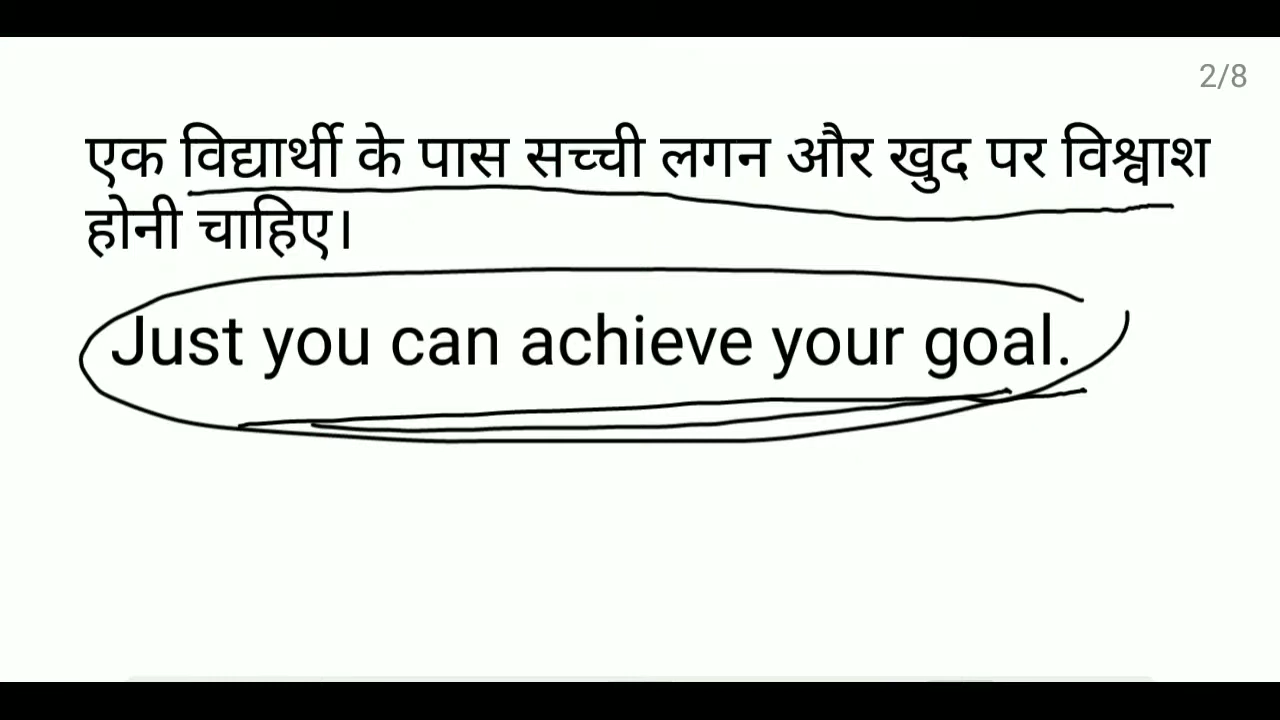 2/8
एक विद्यार्थी के पास सच्ची लगन और खुद पर विश्वाश
होनी चाहिए।
Just you can achieve your goal.